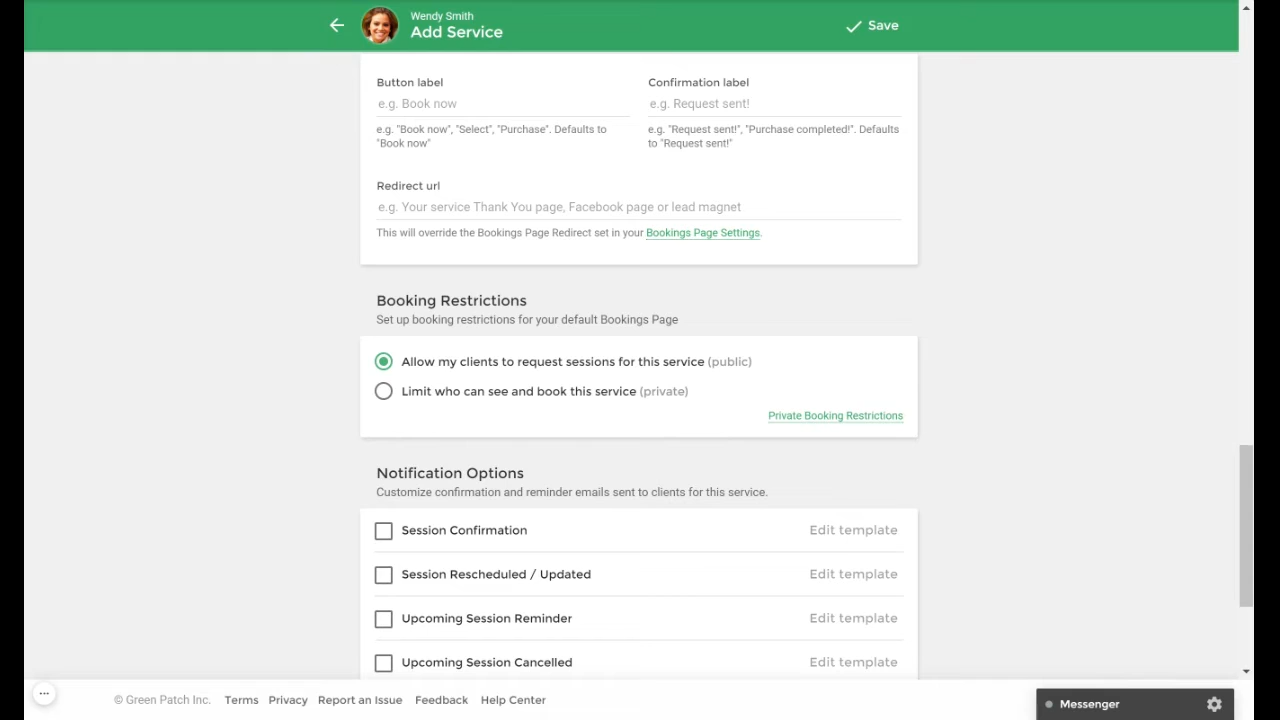 Wendy Smith
Add Service
Save
Button label
Confirmation label
e.g. Book now
e.g. Request sent!
e.g. "Book now", "Select", "Purchase". Defaults to
"Book now"
e.g. "Request sent!", "Purchase completed!". Defaults
to "Request sent!"
Redirect url
e.g. Your service Thank You page, Facebook page or lead magnet
This will override the Bookings Page Redirect set in your Bookings Page Settings.
Booking Restrictions
Set up booking restrictions for your default Bookings Page
Allow my clients to request sessions for this service (public)
Limit who can see and book this service (private)
Private Booking Restrictions
Notification Options
Customize confirmation and reminder emails sent to clients for this service.
Session Confirmation Edit template
Session Rescheduled / Updated Edit template
Upcoming Session Reminder Edit template
Upcoming Session Cancelled Edit template
© Green Patch Inc. Terms Privacy Report an Issue Feedback Help Center
Messenger